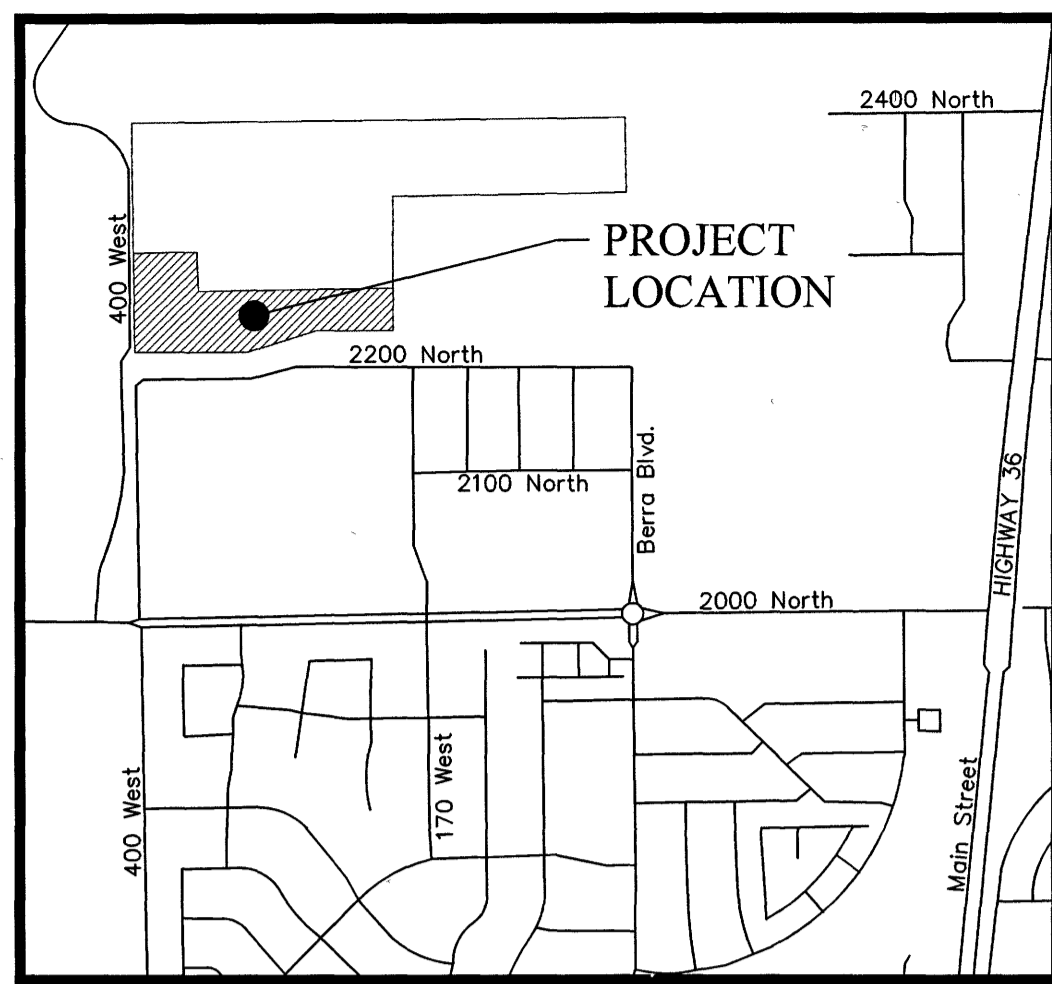 2400 North
400 West
PROJECT
LOCATION
2200 North
2100 North
Berra Blvd.
HIGHWAY 36
2000 North
170 West
400 West
Main Street